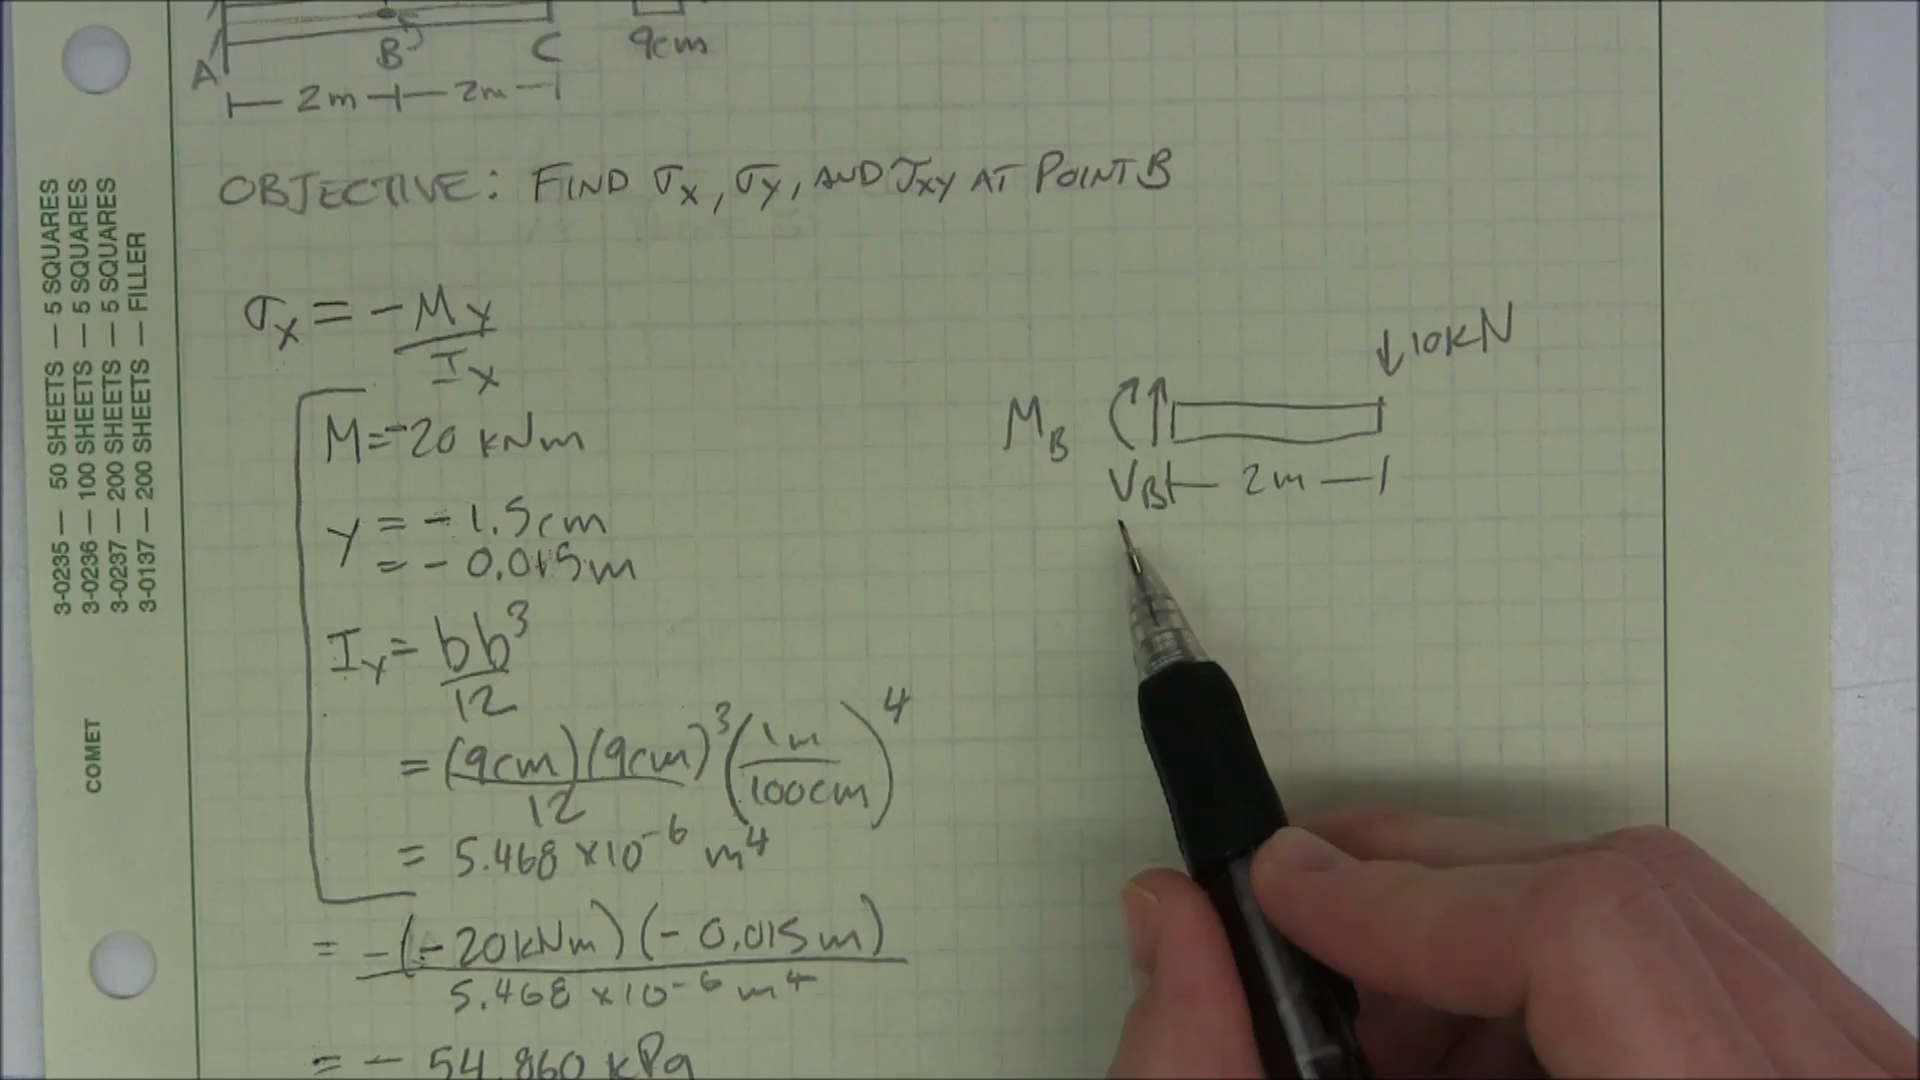 A B C 9cm
2m 2m
OBJECTIVE: FIND σx, σy, AND τxy AT POINT B
σx = -My
Ix
M = -20 kNm
y = -1.5cm
= -0.015m
Iy = bh³
12
= (9cm)(9cm)³ (1m)⁴
12 100cm
= 5.468 ×10⁻⁶ m⁴
= -(-20kNm)(-0.015m)
5.468 ×10⁻⁶ m⁴
= - 54,860 kPa
↓10kN
MB
VB 2m
3-0235 — 50 SHEETS — 5 SQUARES
3-0236 — 100 SHEETS — 5 SQUARES
3-0237 — 200 SHEETS — 5 SQUARES
3-0137 — 200 SHEETS — FILLER
COMET